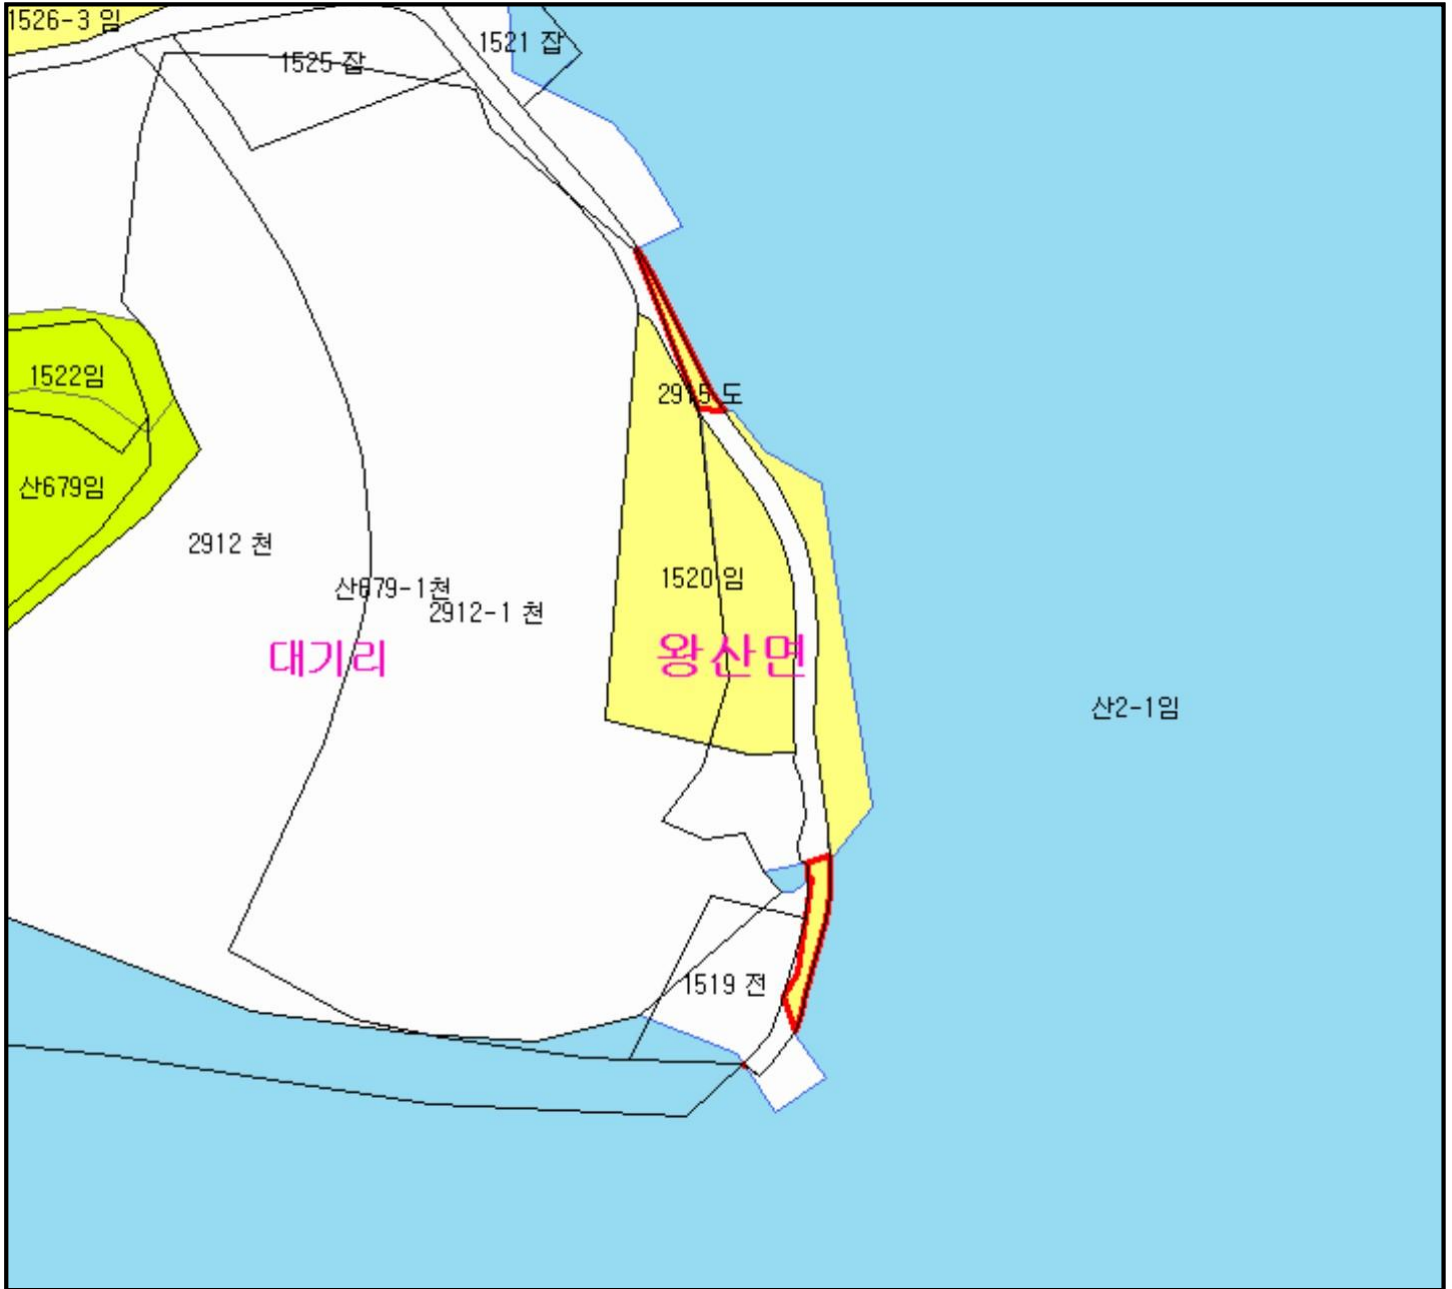 1526-3 임
1521 잡
1525 잡
1522임
2915 도
산679임
2912 천
1520 임
산679-1천
2912-1 천
대기리
왕산면
산2-1임
1519 전